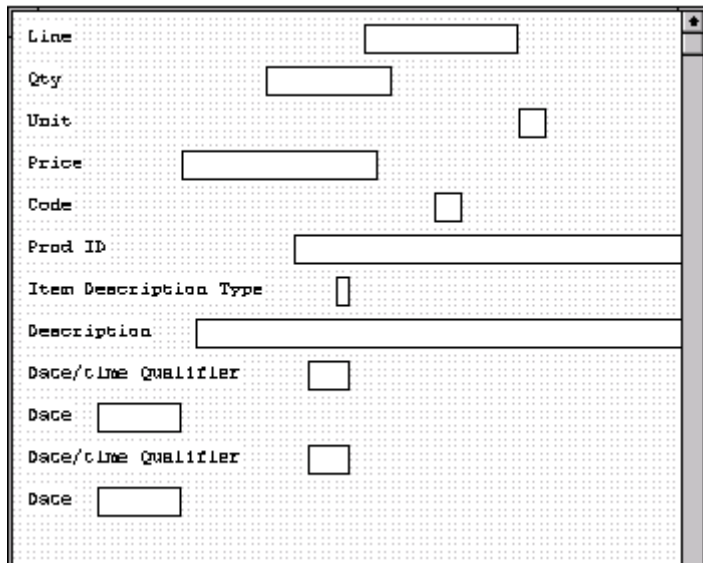 Line
Qty
Unit
Price
Code
Prod ID
Item Description Type
Description
Date/time Qualifier
Date
Date/time Qualifier
Date